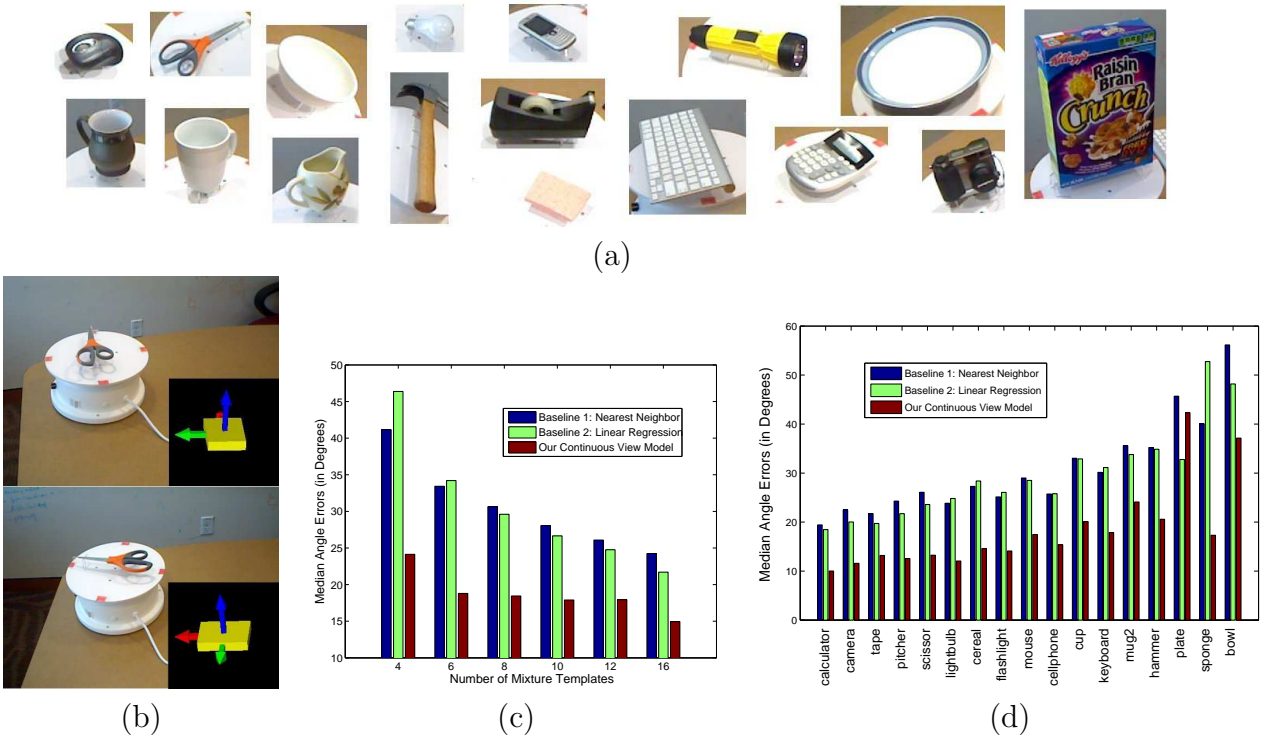 Kellogg's
Raisin
Bran
Crunch
(a)
50
45
40
35
30
25
20
15
10
Median Angle Errors (in Degrees)
Baseline 1: Nearest Neighbor
Baseline 2: Linear Regression
Our Continuous View Model
4 6 8 10 12 16
Number of Mixture Templates
60
50
40
30
20
10
0
Median Angle Errors (in Degrees)
Baseline 1: Nearest Neighbor
Baseline 2: Linear Regression
Our Continuous View Model
calculator
camera
tape
pitcher
scissor
lightbulb
cereal
flashlight
mouse
cellphone
cup
keyboard
mug2
hammer
plate
sponge
bowl
(b)
(c)
(d)